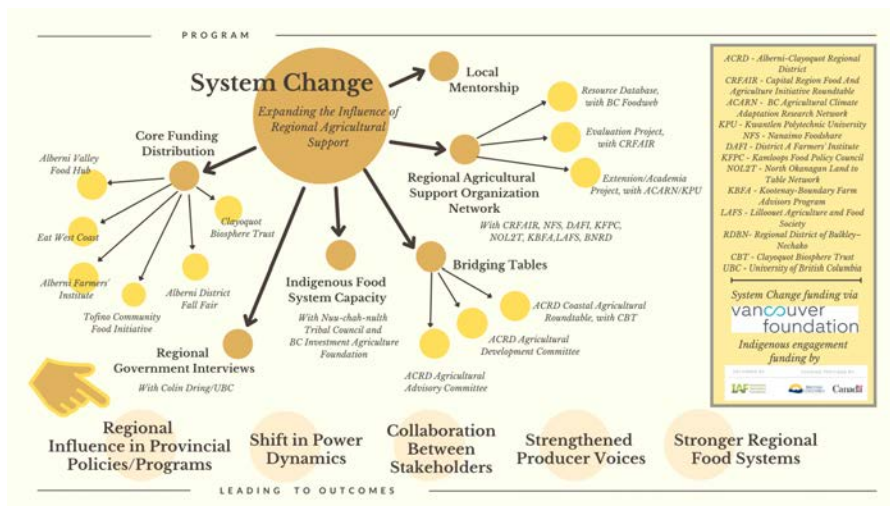 PROGRAM
System Change
Expanding the Influence of
Regional Agricultural
Support
Local
Mentorship
Core Funding
Distribution
Alberni Valley
Food Hub
Eat West Coast
Alberni Farmers'
Institute
Tofino Community
Food Initiative
Alberni District
Fall Fair
Clayoquot
Biosphere Trust
Regional
Government Interviews
With Colin Dring/UBC
Indigenous Food
System Capacity
With Nuu-chah-nulth
Tribal Council and
BC Investment Agriculture
Foundation
Regional Agricultural
Support Organization
Network
With CRFAIR, NFS, DAFI, KFPC,
NOL2T, KBFA,LAFS, BNRD
Resource Database,
with BC Foodweb
Evaluation Project,
with CRFAIR
Extension/Academia
Project, with ACARN/KPU
Bridging Tables
ACRD Coastal Agricultural
Roundtable, with CBT
ACRD Agricultural
Development Committee
ACRD Agricultural
Advisory Committee
ACRD - Alberni-Clayoquot Regional
District
CRFAIR - Capital Region Food And
Agriculture Initiative Roundtable
ACARN - BC Agricultural Climate
Adaptation Research Network
KPU - Kwantlen Polytechnic University
NFS - Nanaimo Foodshare
DAFI - District A Farmers' Institute
KFPC - Kamloops Food Policy Council
NOL2T - North Okanagan Land to
Table Network
KBFA - Kootenay-Boundary Farm
Advisors Program
LAFS - Lillooet Agriculture and Food
Society
RDBN- Regional District of Bulkley–
Nechako
CBT - Clayoquot Biosphere Trust
UBC - University of British Columbia
System Change funding via
vancouver
foundation
Indigenous engagement
funding by
IAF
Canada
Regional
Influence in Provincial
Policies/Programs
Shift in Power
Dynamics
Collaboration
Between
Stakeholders
Strengthened
Producer Voices
Stronger Regional
Food Systems
LEADING TO OUTCOMES